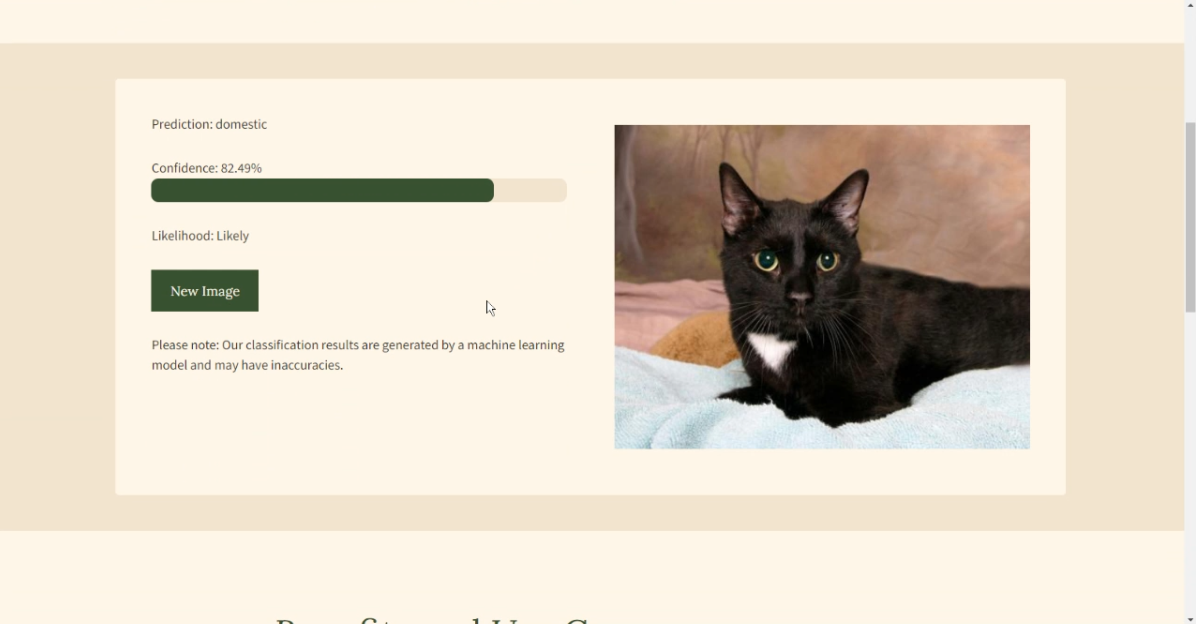 Prediction: domestic
Confidence: 82.49%
Likelihood: Likely
New Image
Please note: Our classification results are generated by a machine learning
model and may have inaccuracies.